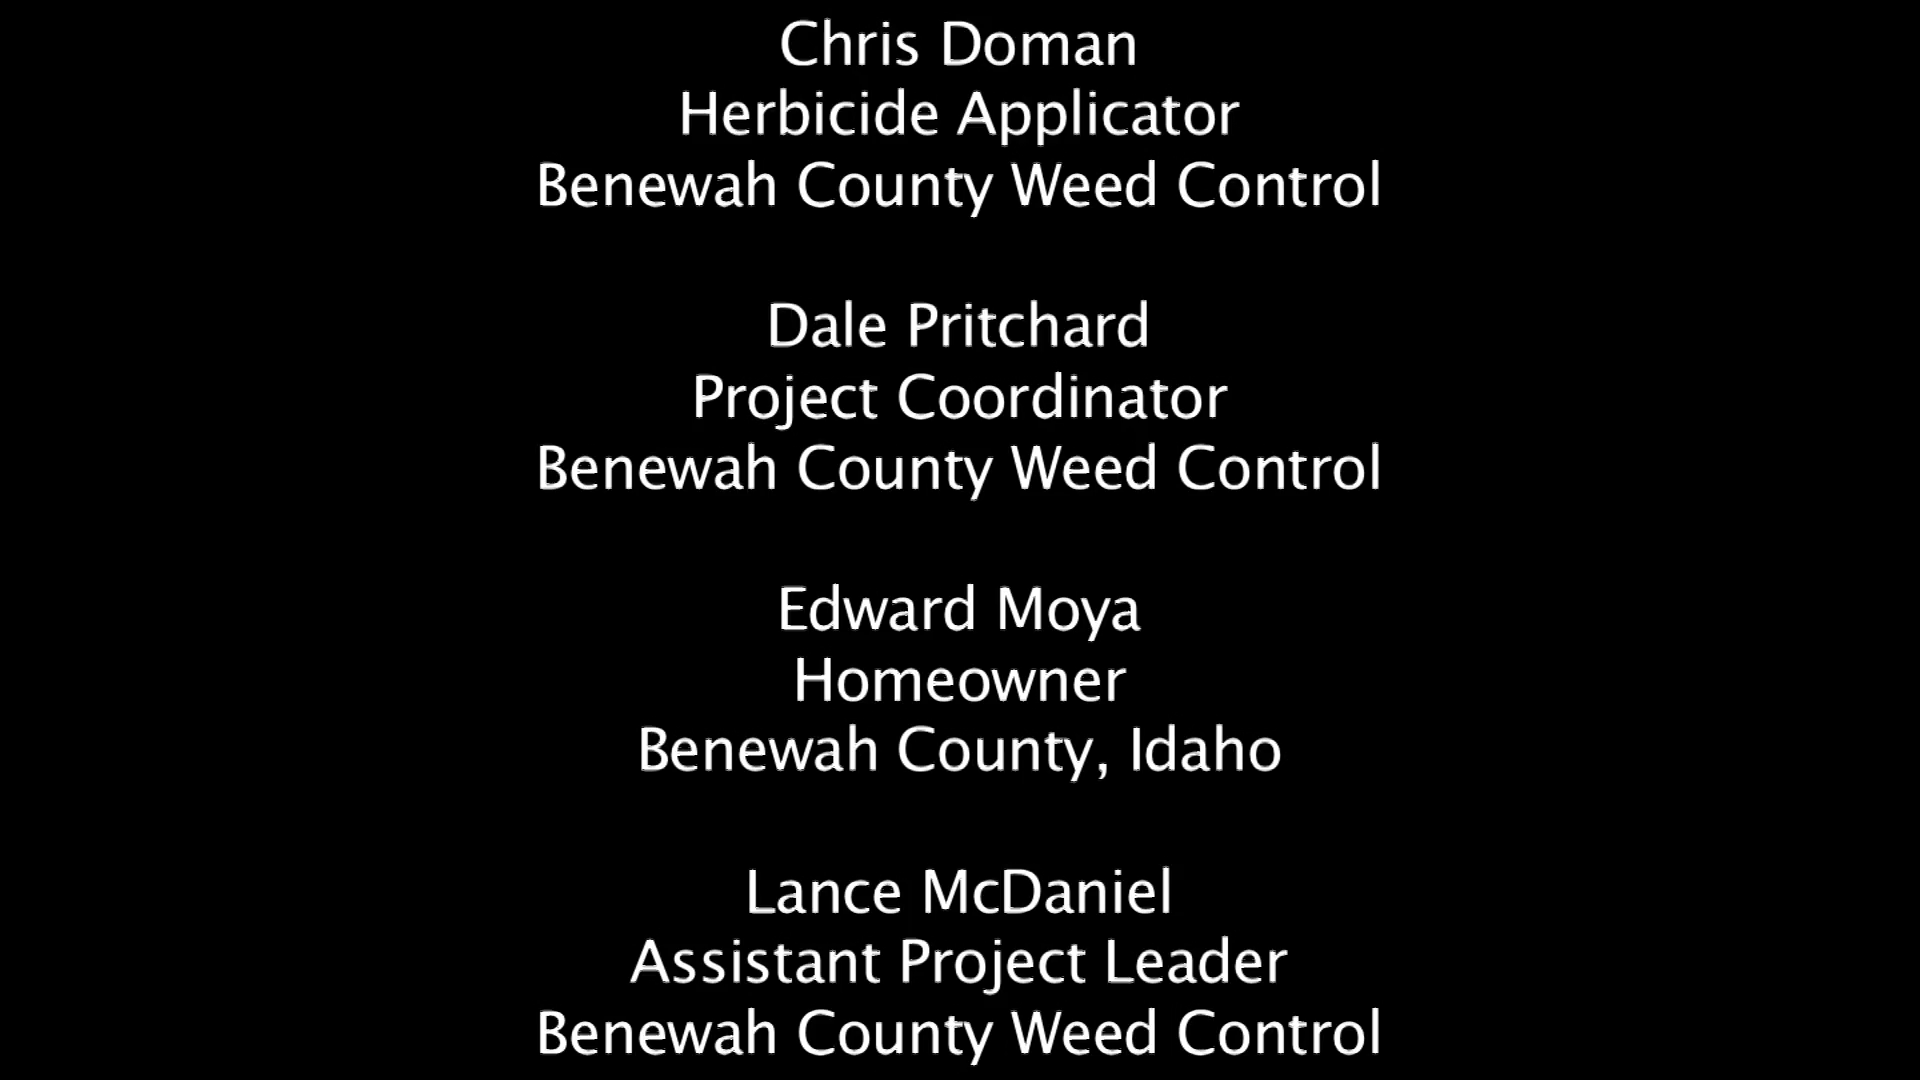 Chris Doman
Herbicide Applicator
Benewah County Weed Control
Dale Pritchard
Project Coordinator
Benewah County Weed Control
Edward Moya
Homeowner
Benewah County, Idaho
Lance McDaniel
Assistant Project Leader
Benewah County Weed Control